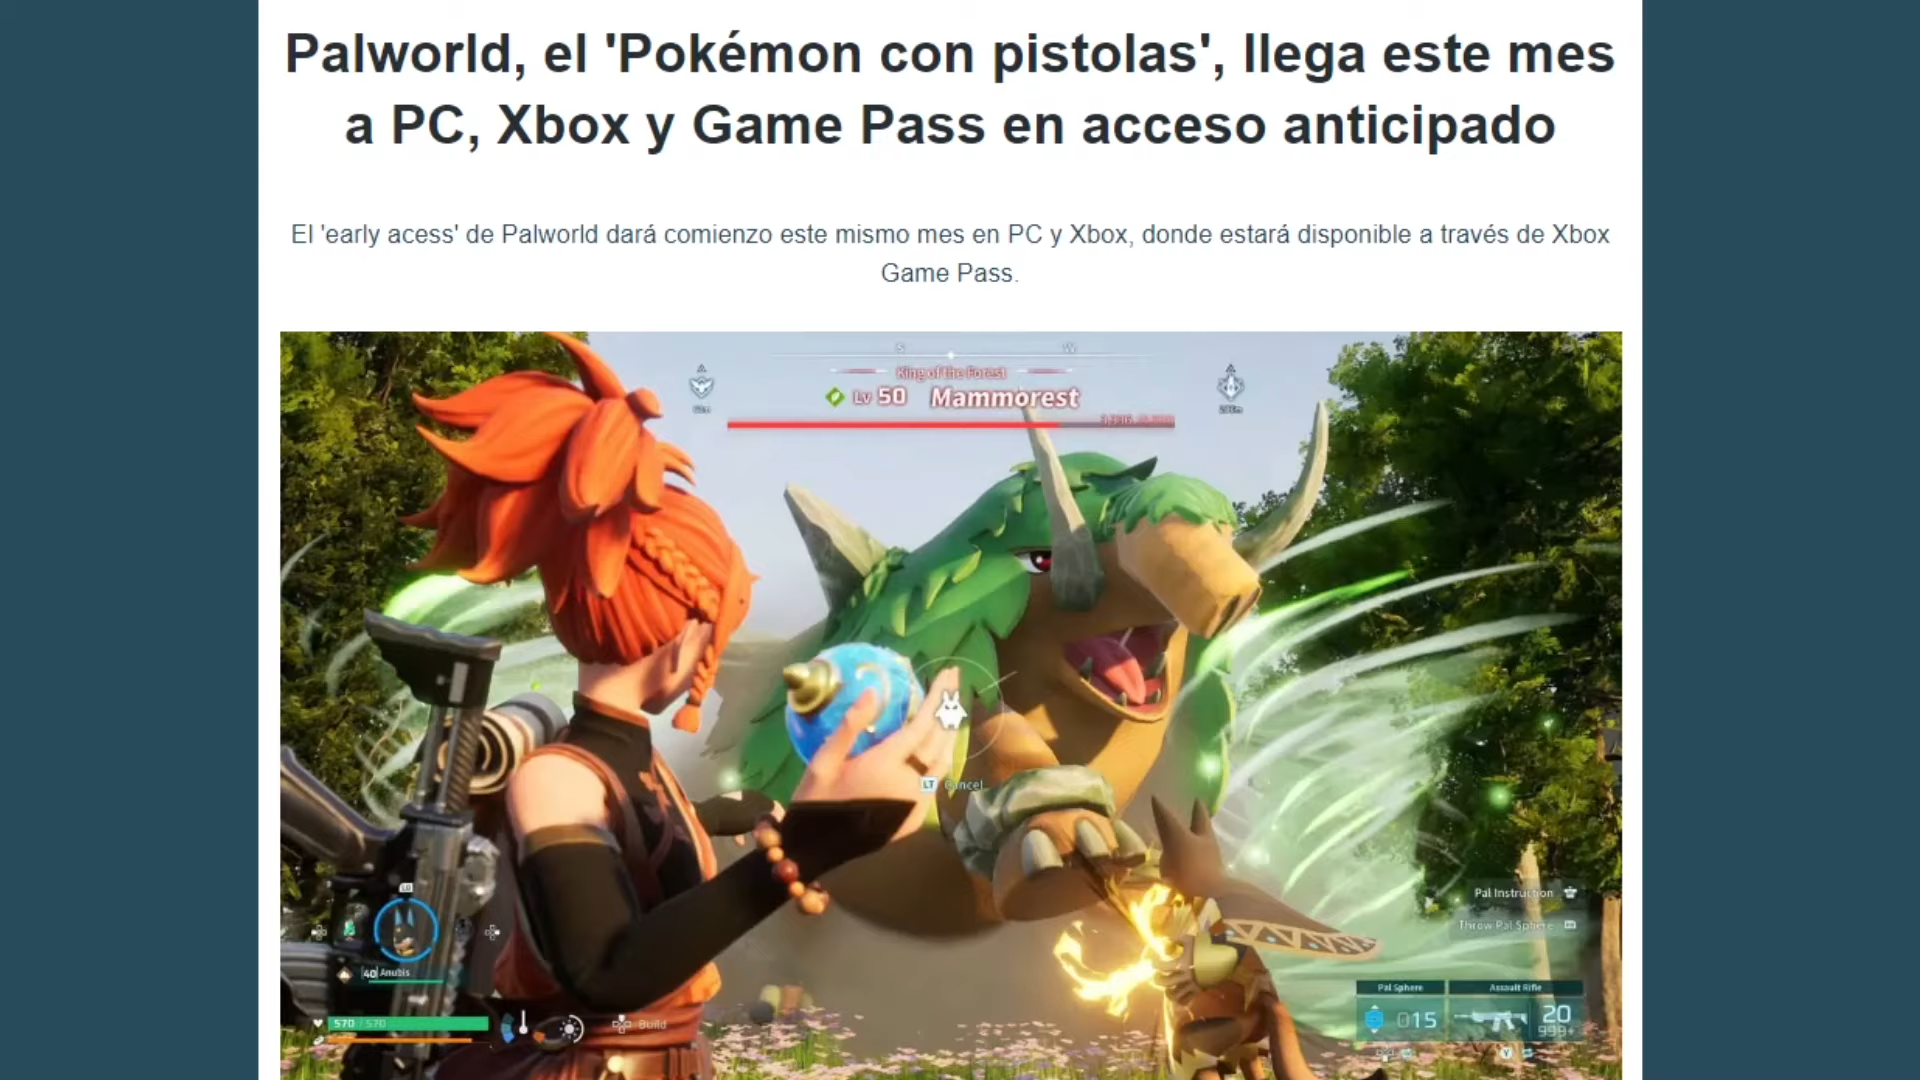 Palworld, el 'Pokémon con pistolas', llega este mes
a PC, Xbox y Game Pass en acceso anticipado
El 'early acess' de Palworld dará comienzo este mismo mes en PC y Xbox, donde estará disponible a través de Xbox
Game Pass.
S W
King of the Forest
Lv 50 Mammorest
LT Cancel
Pal Instruction
Throw Pal Sphere
40 Anubis
Pal Sphere Assault Rifle
015 20
999+
570 / 570
Build
Y